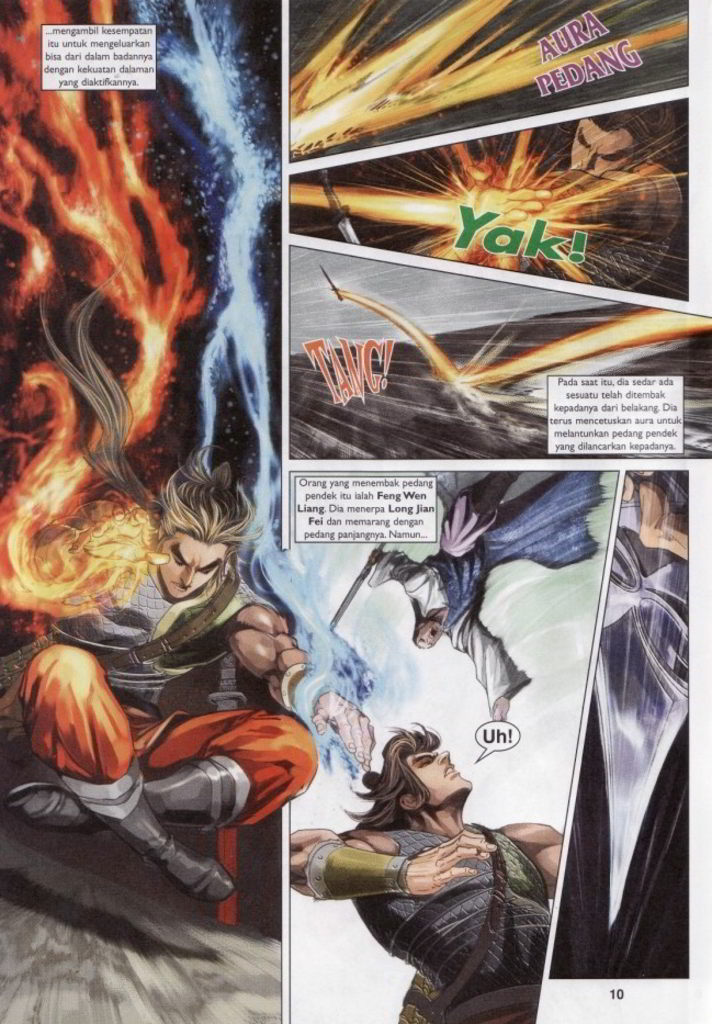 ...mengambil kesempatan
itu untuk mengeluarkan
bisa dari dalam badannya
dengan kekuatan dalaman
yang diaktifkannya.
AURA
PEDANG
Yak!
TANG!
Pada saat itu, dia sedar ada
sesuatu telah ditembak
kepadanya dari belakang. Dia
terus mencetuskan aura untuk
melantunkan pedang pendek
yang dilancarkan kepadanya.
Orang yang menembak pedang
pendek itu ialah Feng Wen
Liang. Dia menerpa Long Jian
Fei dan memarang dengan
pedang panjangnya. Namun...
Uh!
10